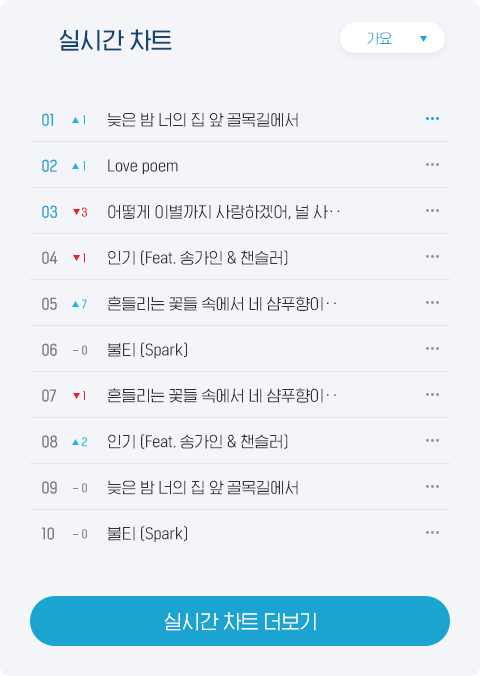 실시간 차트
가요 ▼
01 ▲1 늦은 밤 너의 집 앞 골목길에서
02 ▲1 Love poem
03 ▼3 어떻게 이별까지 사랑하겠어, 널 사··
04 ▼1 인기 (Feat. 송가인 & 챈슬러)
05 ▲7 흔들리는 꽃들 속에서 네 샴푸향이··
06 – 0 불티 (Spark)
07 ▼1 흔들리는 꽃들 속에서 네 샴푸향이··
08 ▲2 인기 (Feat. 송가인 & 챈슬러)
09 – 0 늦은 밤 너의 집 앞 골목길에서
10 – 0 불티 (Spark)
실시간 차트 더보기